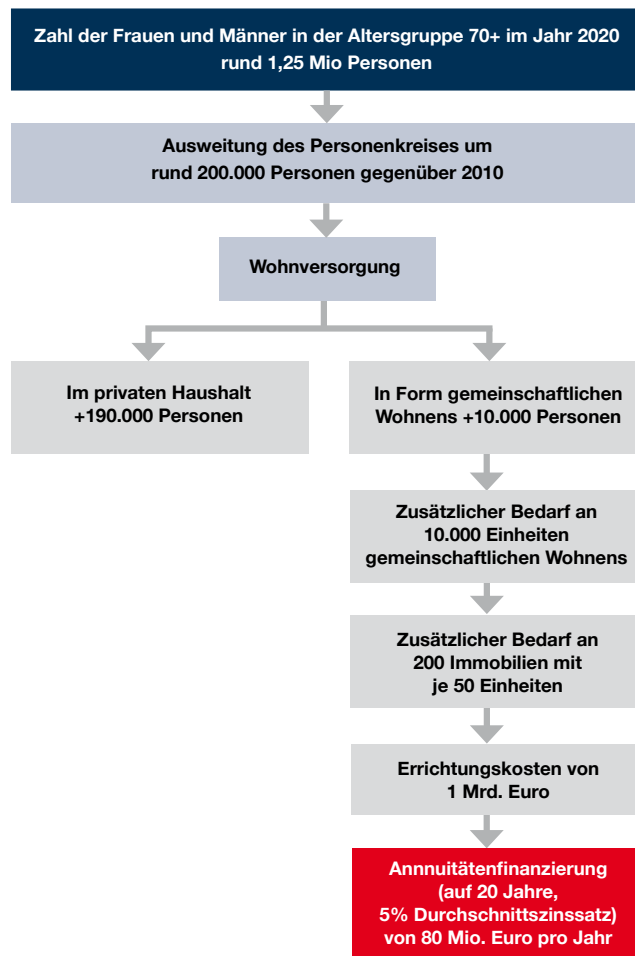 Zahl der Frauen und Männer in der Altersgruppe 70+ im Jahr 2020
rund 1,25 Mio Personen
Ausweitung des Personenkreises um
rund 200.000 Personen gegenüber 2010
Wohnversorgung
Im privaten Haushalt
+190.000 Personen
In Form gemeinschaftlichen
Wohnens +10.000 Personen
Zusätzlicher Bedarf an
10.000 Einheiten
gemeinschaftlichen Wohnens
Zusätzlicher Bedarf an
200 Immobilien mit
je 50 Einheiten
Errichtungskosten von
1 Mrd. Euro
Annnuitätenfinanzierung
(auf 20 Jahre,
5% Durchschnittszinssatz)
von 80 Mio. Euro pro Jahr